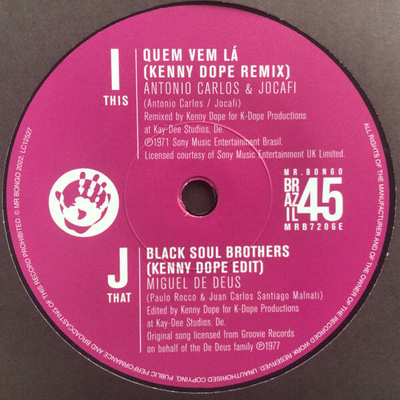 I
THIS
QUEM VEM LÁ
(KENNY DOPE REMIX)
ANTONIO CARLOS & JOCAFI
(Antonio Carlos / Jocafi)
Remixed by Kenny Dope for K-Dope Productions
at Kay-Dee Studios, De.
℗1971 Sony Music Entertainment Brasil.
Licensed courtesy of Sony Music Entertainment UK Limited.
MR.BONGO
BRAZIL 45
MRB7206E
J
THAT
BLACK SOUL BROTHERS
(KENNY DOPE EDIT)
MIGUEL DE DEUS
(Paulo Rocco & Juan Carlos Santiago Malnati)
Edited by Kenny Dope for K-Dope Productions
at Kay-Dee Studios, De.
Original song licensed from Groovie Records
on behalf of the De Deus family ℗1977
ALL RIGHTS OF THE MANUFACTURER AND OF THE OWNER OF THE RECORDED WORK RESERVED. UNAUTHORISED COPYING, PUBLIC PERFORMANCE AND BROADCASTING OF THIS RECORD PROHIBITED. © MR BONGO 2022. LC12527